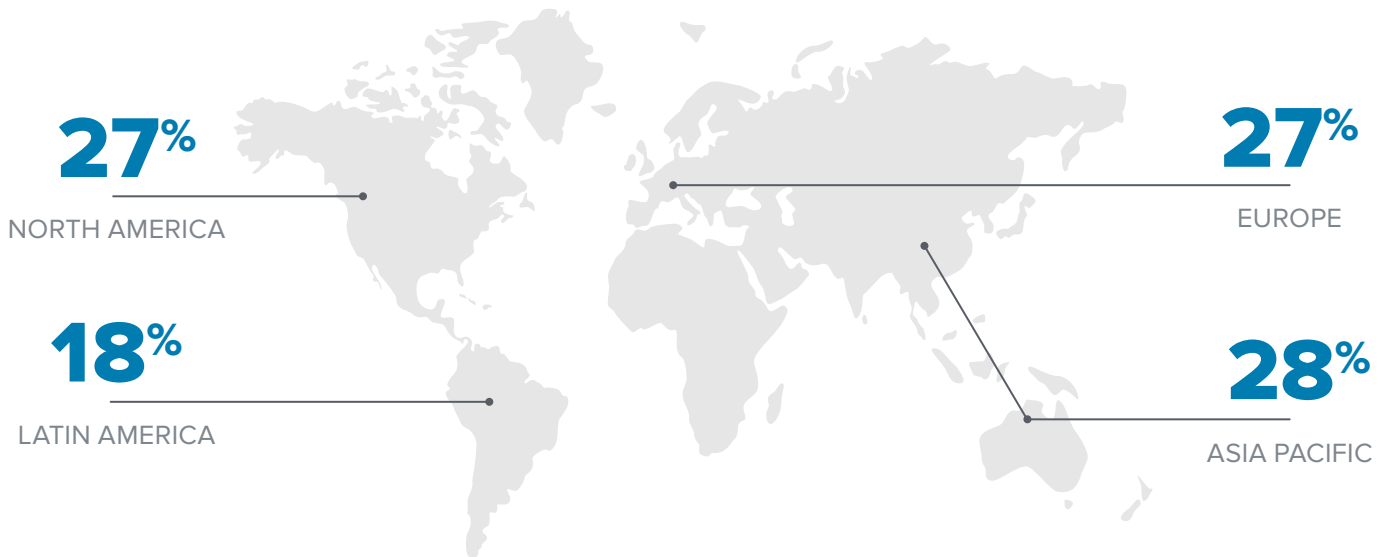 27%
NORTH AMERICA
18%
LATIN AMERICA
27%
EUROPE
28%
ASIA PACIFIC